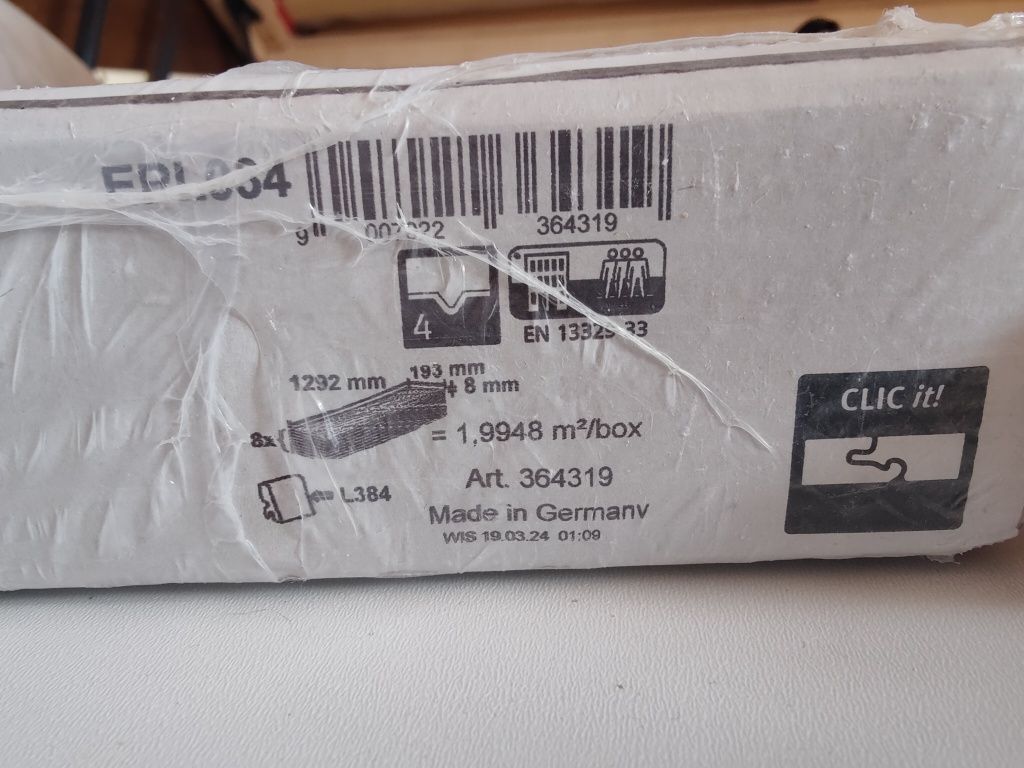 9 364319
4
EN
193 mm
1292 mm
8 mm
8x
= 1,9948 m²/box
CLIC it!
Art. 364319
L384
Made in Germany
WIS 19.03.24 01:09